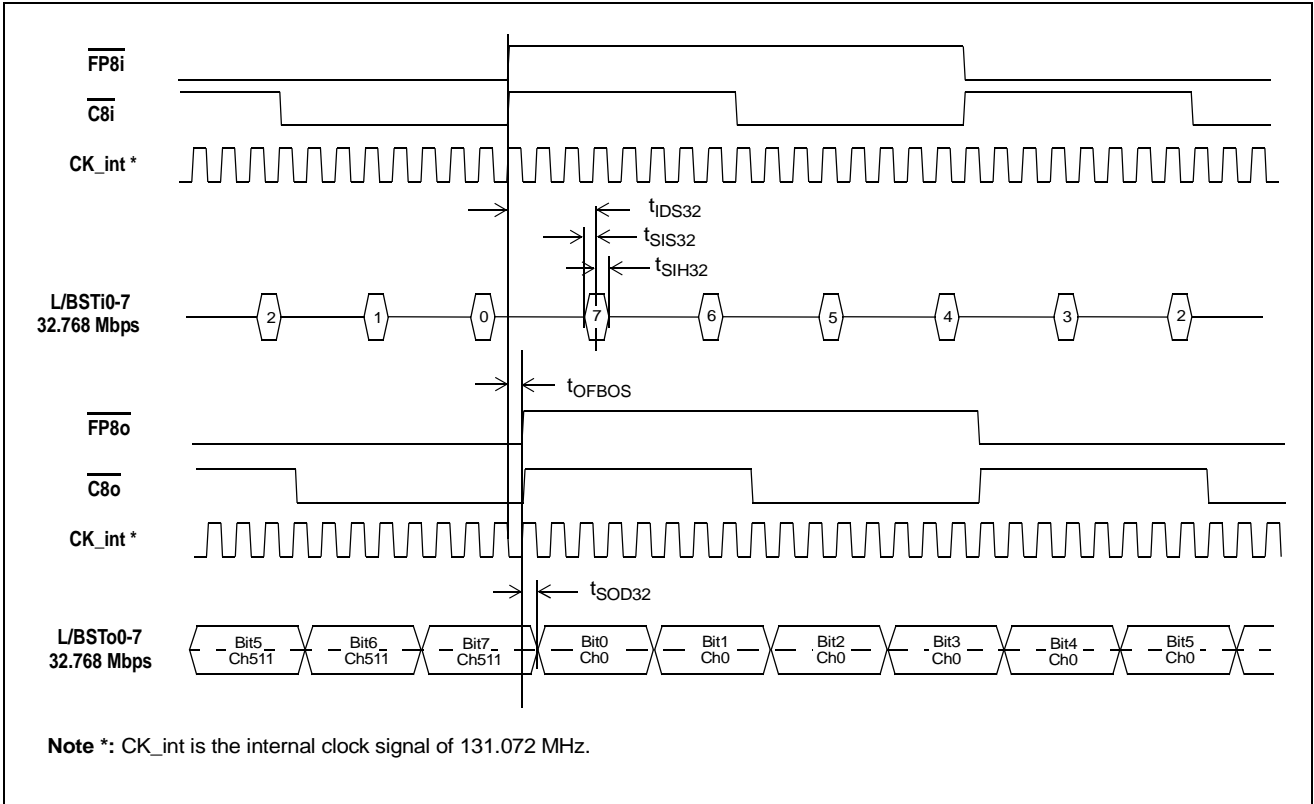 FP8i
C8i
CK_int *
tIDS32
tSIS32
tSIH32
L/BSTi0-7
32.768 Mbps
2 1 0 7 6 5 4 3 2
tOFBOS
FP8o
C8o
CK_int *
tSOD32
L/BSTo0-7
32.768 Mbps
Bit5 Bit6 Bit7 Bit0 Bit1 Bit2 Bit3 Bit4 Bit5
Ch511 Ch511 Ch511 Ch0 Ch0 Ch0 Ch0 Ch0 Ch0
Note *: CK_int is the internal clock signal of 131.072 MHz.